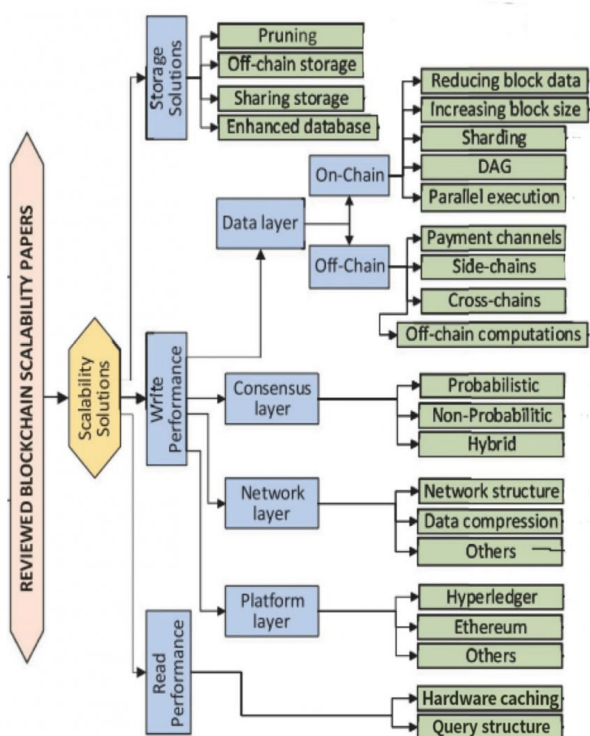 REVIEWED BLOCKCHAIN SCALABILITY PAPERS
Scalability
Solutions
Storage
Solutions
Pruning
Off-chain storage
Sharing storage
Enhanced database
Write
Performance
Data layer
On-Chain
Reducing block data
Increasing block size
Sharding
DAG
Parallel execution
Off-Chain
Payment channels
Side-chains
Cross-chains
Off-chain computations
Consensus
layer
Probabilistic
Non-Probabilitic
Hybrid
Network
layer
Network structure
Data compression
Others
Platform
layer
Hyperledger
Ethereum
Others
Read
Performance
Hardware caching
Query structure